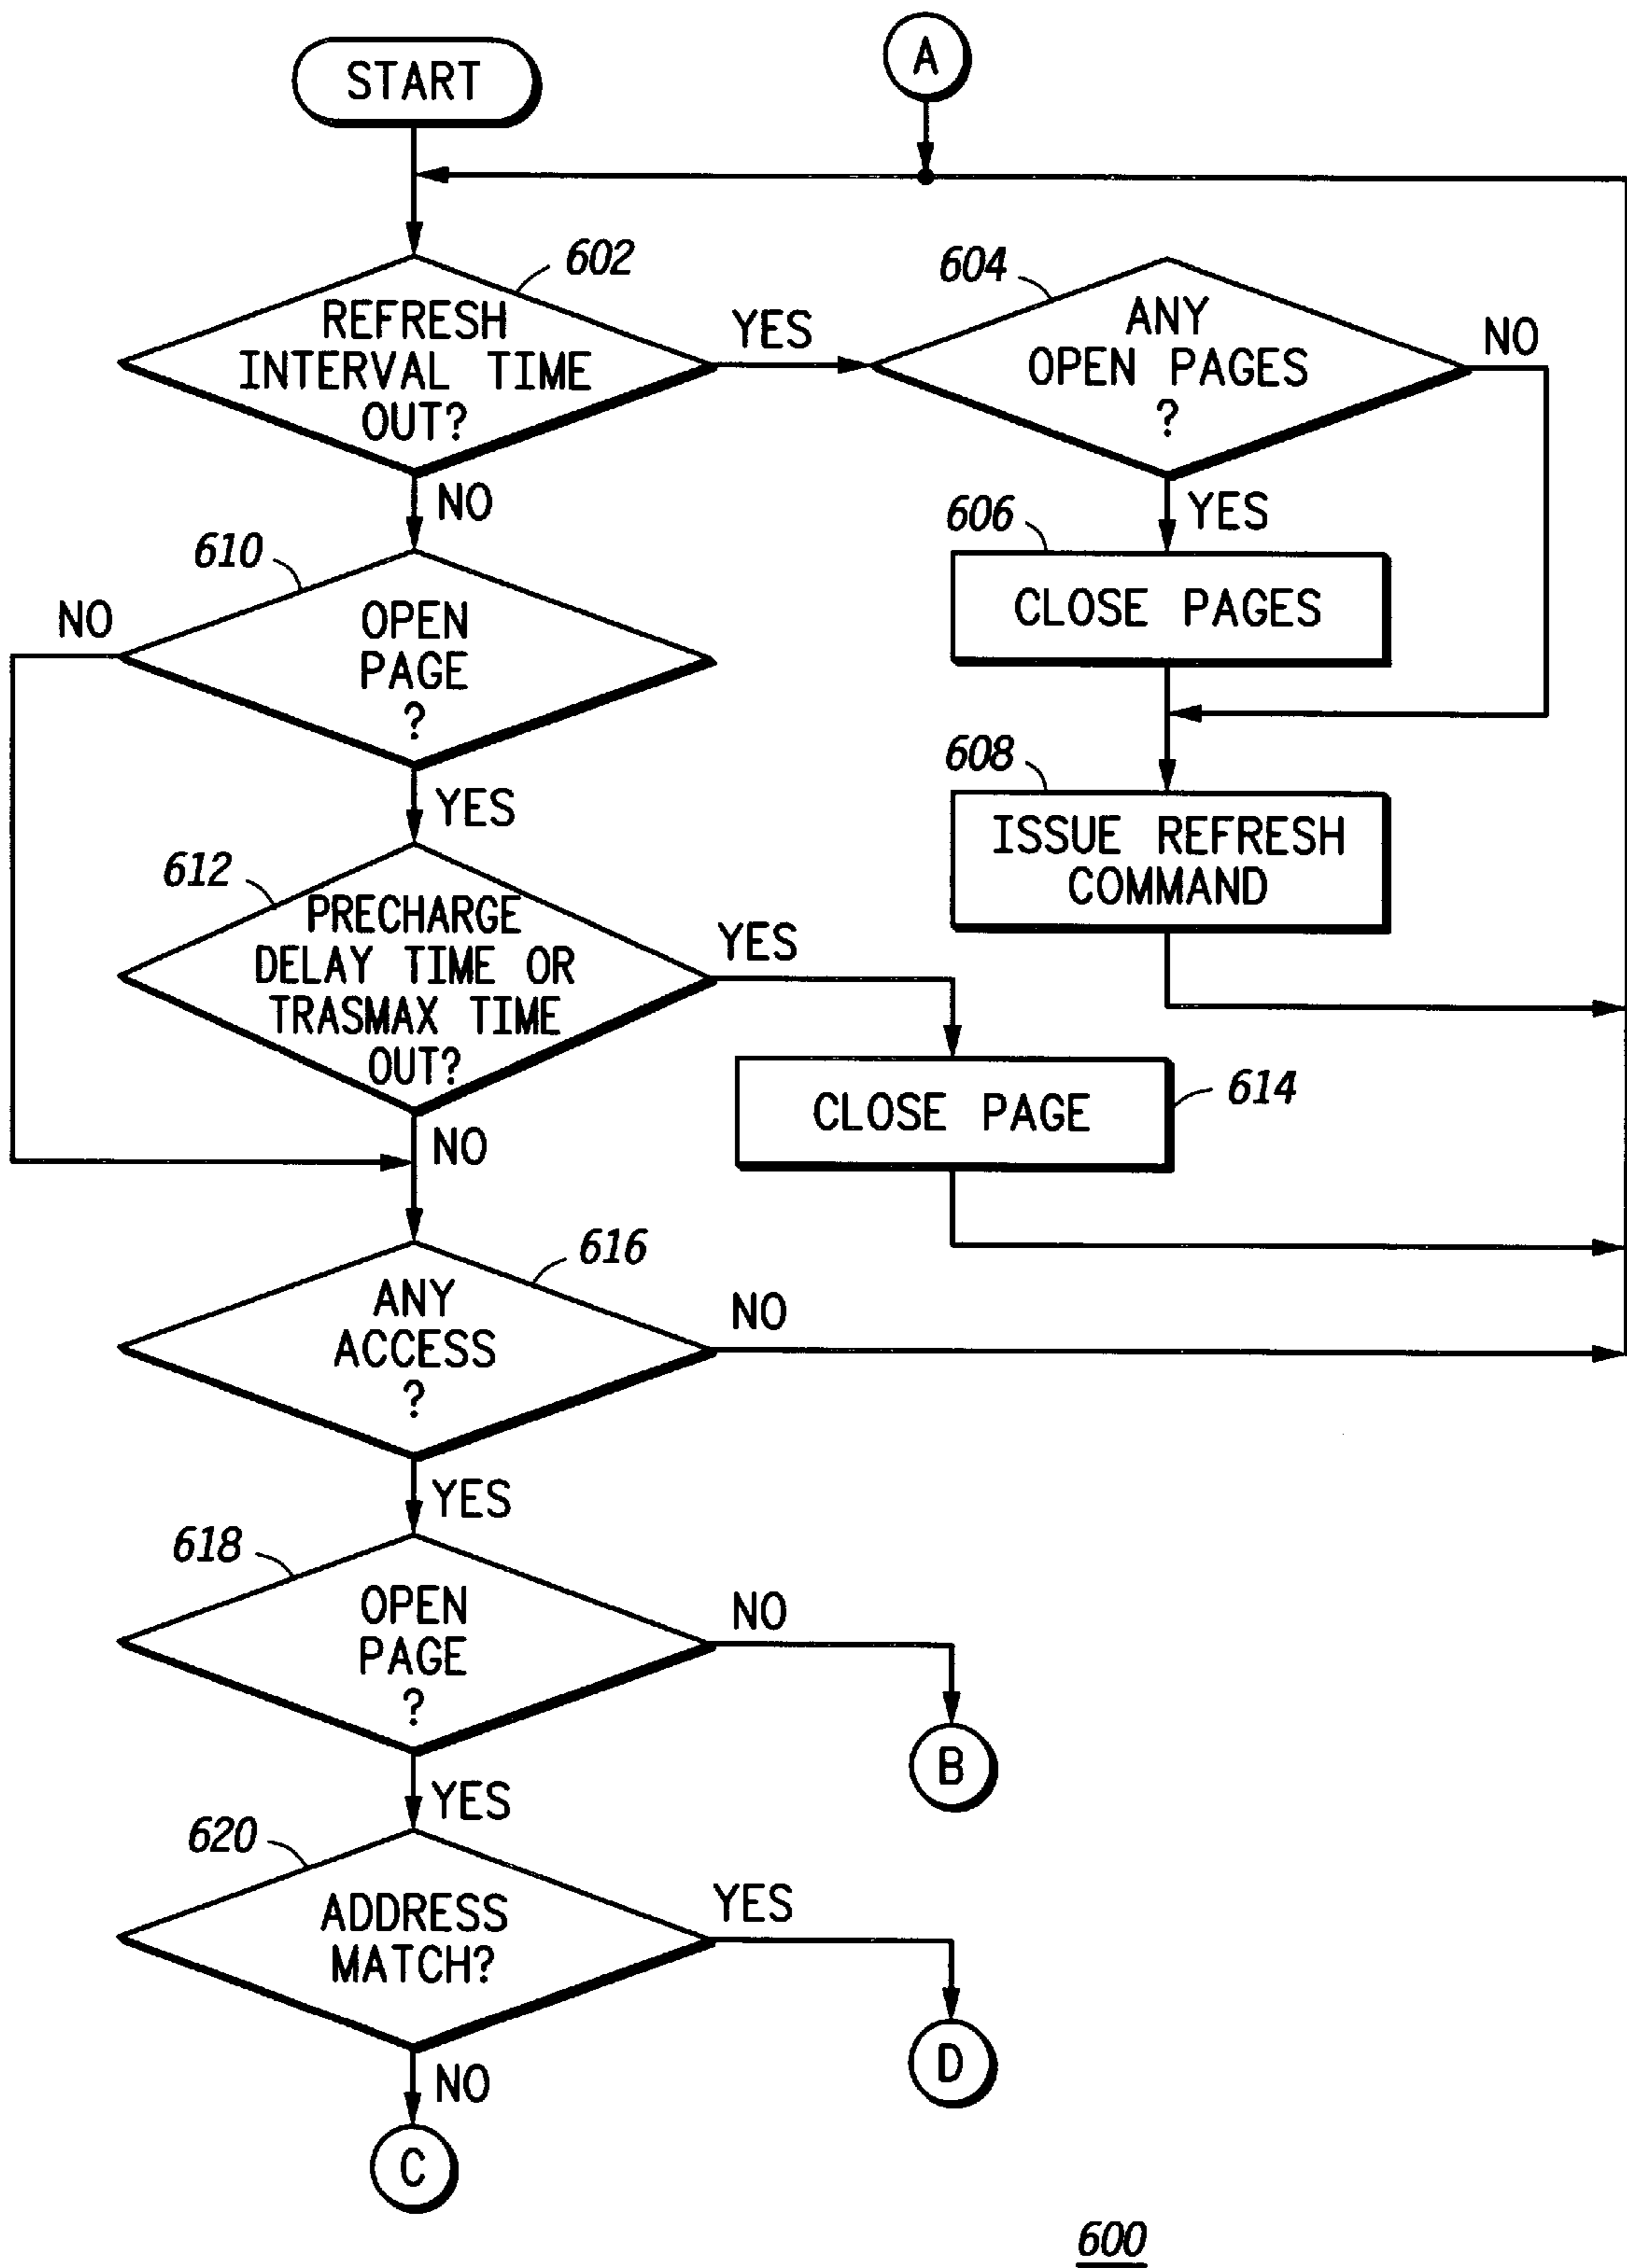 START
A
602
REFRESH
INTERVAL TIME
OUT?
YES
604
ANY
OPEN PAGES
?
NO
NO
YES
606
CLOSE PAGES
610
NO
OPEN
PAGE
?
YES
608
ISSUE REFRESH
COMMAND
612
PRECHARGE
DELAY TIME OR
TRASMAX TIME
OUT?
YES
NO
CLOSE PAGE
614
616
ANY
ACCESS
?
NO
YES
618
OPEN
PAGE
?
NO
B
YES
620
ADDRESS
MATCH?
YES
D
NO
C
600